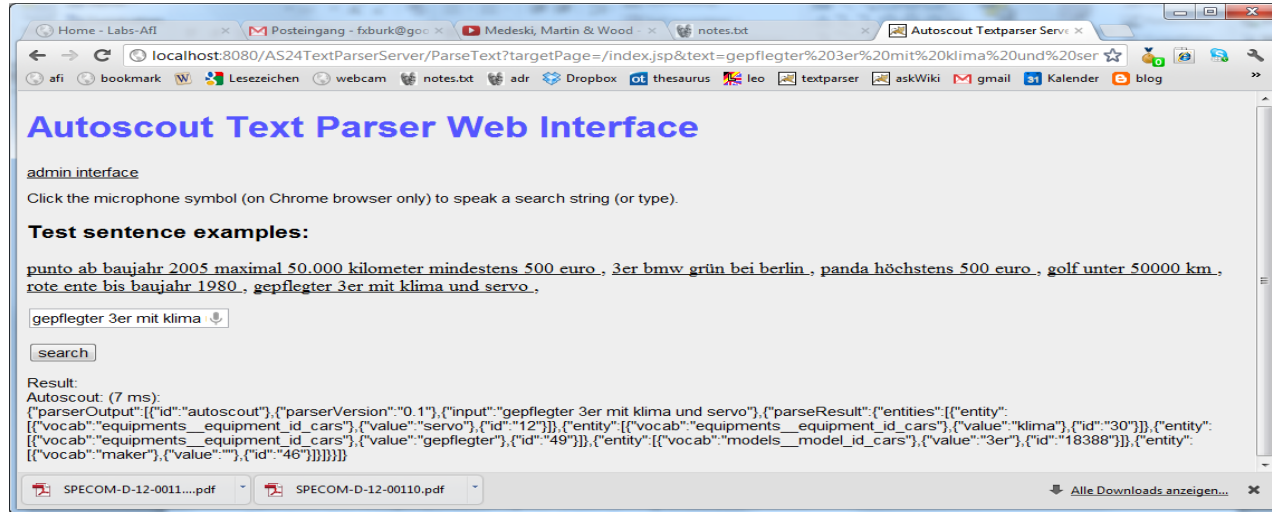 Home - Labs-AfI
Posteingang - fxburk@goo
Medeski, Martin & Wood -
notes.txt
Autoscout Textparser Serve
localhost:8080/AS24TextParserServer/ParseText?targetPage=/index.jsp&text=gepflegter%203er%20mit%20klima%20und%20ser
afi bookmark W Lesezeichen webcam notes.txt adr Dropbox ot thesaurus leo textparser askWiki gmail 31 Kalender blog »
Autoscout Text Parser Web Interface
admin interface
Click the microphone symbol (on Chrome browser only) to speak a search string (or type).
Test sentence examples:
punto ab baujahr 2005 maximal 50.000 kilometer mindestens 500 euro , 3er bmw grün bei berlin , panda höchstens 500 euro , golf unter 50000 km ,
rote ente bis baujahr 1980 , gepflegter 3er mit klima und servo ,
gepflegter 3er mit klima
search
Result:
Autoscout: (7 ms):
{"parserOutput":[{"id":"autoscout"},{"parserVersion":"0.1"},{"input":"gepflegter 3er mit klima und servo"},{"parseResult":{"entities":[{"entity":
[{"vocab":"equipments__equipment_id_cars"},{"value":"servo"},{"id":"12"}]},{"entity":[{"vocab":"equipments__equipment_id_cars"},{"value":"klima"},{"id":"30"}]},{"entity":
[{"vocab":"equipments__equipment_id_cars"},{"value":"gepflegter"},{"id":"49"}]},{"entity":[{"vocab":"models__model_id_cars"},{"value":"3er"},{"id":"18388"}]},{"entity":
[{"vocab":"maker"},{"value":""},{"id":"46"}]}]}}]}
SPECOM-D-12-0011....pdf
SPECOM-D-12-00110.pdf
Alle Downloads anzeigen...